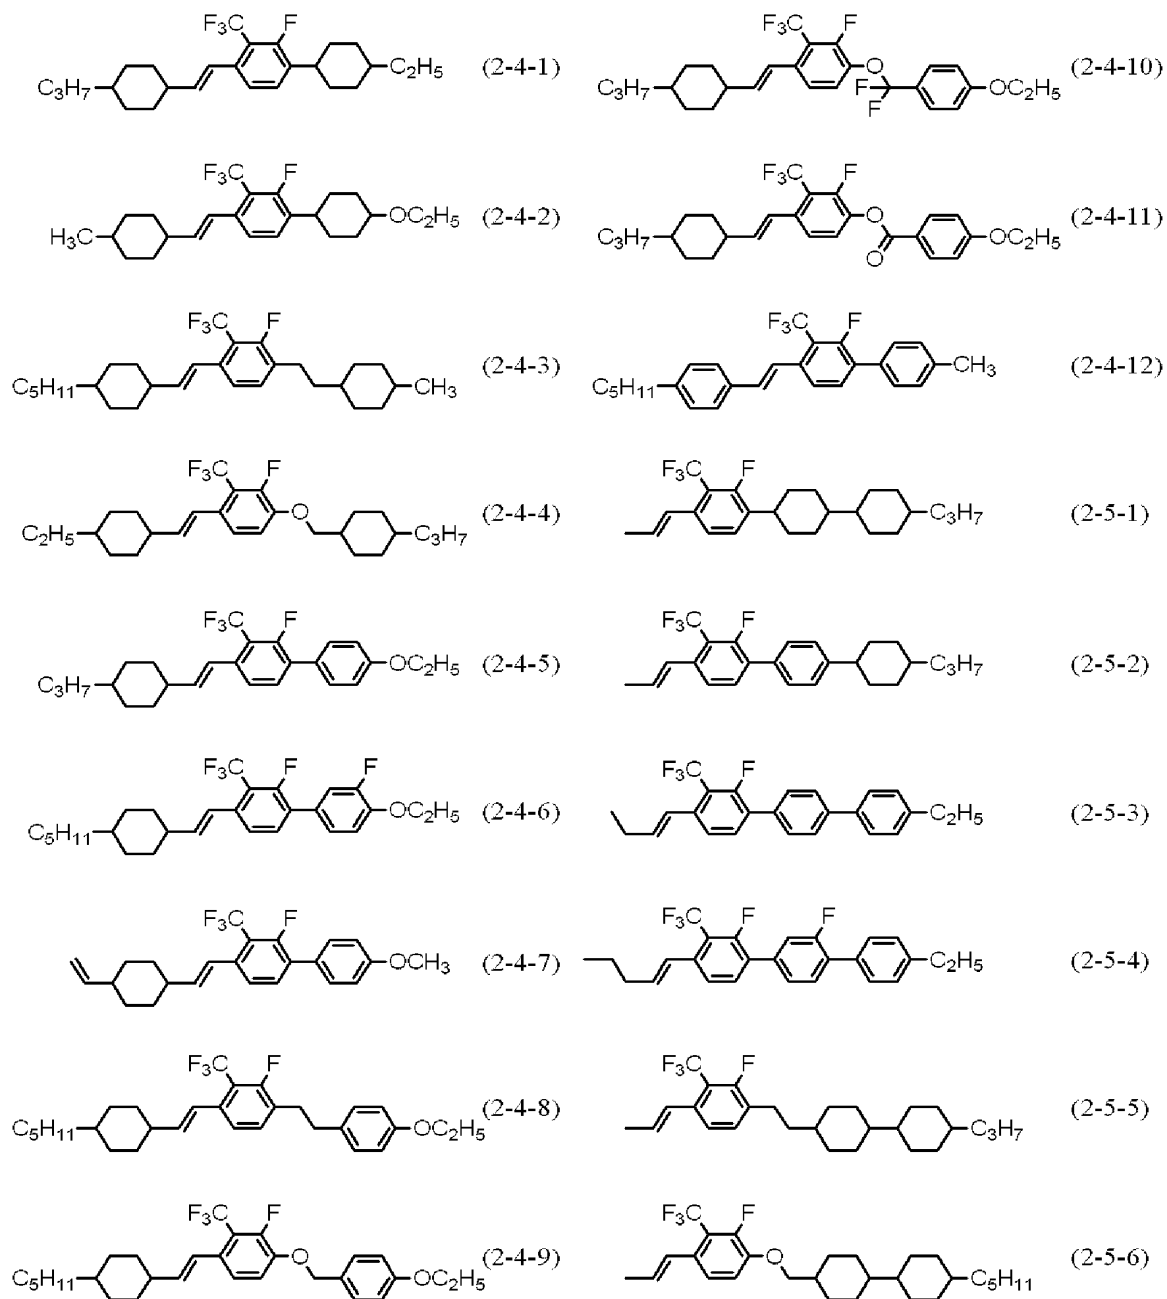 F3C F
C3H7 C2H5 (2-4-1)
F3C F
C3H7 O F F OC2H5 (2-4-10)
F3C F
H3C OC2H5 (2-4-2)
F3C F
C3H7 O O OC2H5 (2-4-11)
F3C F
C5H11 CH3 (2-4-3)
F3C F
C5H11 CH3 (2-4-12)
F3C F
C2H5 O C3H7 (2-4-4)
F3C F
C3H7 (2-5-1)
F3C F
C3H7 OC2H5 (2-4-5)
F3C F
C3H7 (2-5-2)
F3C F F
C5H11 OC2H5 (2-4-6)
F3C F
C2H5 (2-5-3)
F3C F
OCH3 (2-4-7)
F3C F F
C2H5 (2-5-4)
F3C F
C5H11 OC2H5 (2-4-8)
F3C F
C3H7 (2-5-5)
F3C F
C5H11 O OC2H5 (2-4-9)
F3C F
O C5H11 (2-5-6)